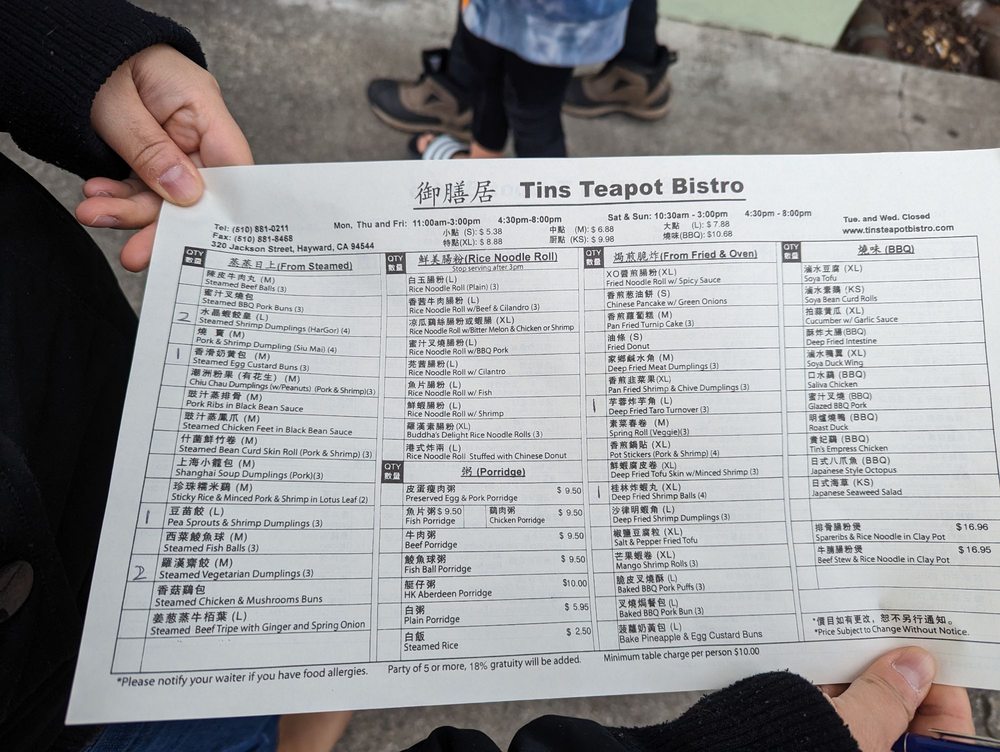 御膳居 Tins Teapot Bistro
Tel: (510) 881-0211
Fax: (510) 881-8468
320 Jackson Street, Hayward, CA 94544
Mon, Thu and Fri: 11:00am-3:00pm 4:30pm-8:00pm
Sat & Sun: 10:30am - 3:00pm 4:30pm - 8:00pm
Tue. and Wed. Closed
www.tinsteapotbistro.com
小點 (S): $ 5.38
中點 (M): $ 6.88
大點 (L): $ 7.88
特點(XL): $ 8.88
廚點 (KS): $ 9.98
燒味(BBQ): $10.68
QTY
數量
蒸蒸日上(From Steamed)
陳皮牛肉丸 (M)
Steamed Beef Balls (3)
蜜汁叉燒包
Steamed BBQ Pork Buns (3)
2
水晶蝦餃皇 (L)
Steamed Shrimp Dumplings (HarGor) (4)
燒 賣 (M)
Pork & Shrimp Dumpling (Siu Mai) (4)
1
香滑奶黄包 (M)
Steamed Egg Custard Buns (3)
潮洲粉果 (有花生) (M)
Chiu Chau Dumplings (w/Peanuts) (Pork & Shrimp)(3)
豉汁蒸排骨 (M)
Pork Ribs in Black Bean Sauce
豉汁蒸鳳爪 (M)
Steamed Chicken Feet in Black Bean Sauce
什菌鮮竹卷 (M)
Steamed Bean Curd Skin Roll (Pork & Shrimp) (3)
上海小籠包 (M)
Shanghai Soup Dumplings (Pork)(3)
珍珠糯米鷄 (M)
Sticky Rice & Minced Pork & Shrimp in Lotus Leaf (2)
1
豆苗餃 (L)
Pea Sprouts & Shrimp Dumplings (3)
西菜鯪魚球 (M)
Steamed Fish Balls (3)
2
羅漢齋餃 (M)
Steamed Vegetarian Dumplings (3)
香菇鷄包
Steamed Chicken & Mushrooms Buns
姜葱蒸牛栢葉 (L)
Steamed Beef Tripe with Ginger and Spring Onion
QTY
數量
鮮美腸粉(Rice Noodle Roll)
Stop serving after 3pm
白玉腸粉(L)
Rice Noodle Roll (Plain) (3)
香茜牛腸粉(L)
Rice Noodle Roll w/Beef & Cilandro (3)
凉瓜鷄絲腸粉或蝦腸 (XL)
Rice Noodle Roll w/Bitter Melon & Chicken or Shrimp
蜜汁叉燒腸粉(L)
Rice Noodle Roll w/BBQ Pork
芫茜腸粉(L)
Rice Noodle Roll w/ Cilantro
魚片腸粉 (L)
Rice Noodle Roll w/ Fish
鮮蝦腸粉 (L)
Rice Noodle Roll w/ Shrimp
羅漢素腸粉(XL)
Buddha's Delight Rice Noodle Rolls (3)
港式炸兩 (L)
Rice Noodle Roll Stuffed with Chinese Donut
QTY
數量
粥 (Porridge)
皮蛋瘦肉粥 $ 9.50
Preserved Egg & Pork Porridge
魚片粥$ 9.50 鷄肉粥
Fish Porridge Chicken Porridge $ 9.50
牛肉粥 $ 9.50
Beef Porridge
鯪魚球粥 $ 9.50
Fish Ball Porridge
艇仔粥 $10.00
HK Aberdeen Porridge
白粥 $ 5.95
Plain Porridge
白飯 $ 2.50
Steamed Rice
QTY
數量
焗煎脆炸(From Fried & Oven)
XO醬煎腸粉(XL)
Fried Noodle Roll w/ Spicy Sauce
香煎葱油餅 (S)
Chinese Pancake w/ Green Onions
香煎蘿蔔糕 (M)
Pan Fried Turnip Cake (3)
油條 (S)
Fried Donut
家鄉鹹水角 (M)
Deep Fried Meat Dumplings (3)
香煎韭菜果(XL)
Pan Fried Shrimp & Chive Dumplings (3)
1
芋蓉炸芋角 (L)
Deep Fried Taro Turnover (3)
素菜春卷 (M)
Spring Roll (Veggie)(3)
香煎鍋貼 (XL)
Pot Stickers (Pork & Shrimp) (4)
鮮蝦腐皮卷 (XL)
Deep Fried Tofu Skin w/Minced Shrimp (3)
1
桂林炸蝦丸 (XL)
Deep Fried Shrimp Balls (4)
沙律明蝦角 (L)
Deep Fried Shrimp Dumplings (3)
椒鹽豆腐粒 (XL)
Salt & Pepper Fried Tofu
芒果蝦卷 (XL)
Mango Shrimp Rolls (3)
脆皮叉燒酥 (L)
Baked BBQ Pork Puffs (3)
叉燒焗餐包 (L)
Baked BBQ Pork Bun (3)
菠蘿奶黃包 (L)
Bake Pineapple & Egg Custard Buns
QTY
數量
燒味 (BBQ)
滷水豆腐 (XL)
Soya Tofu
滷水素鵝 (KS)
Soya Bean Curd Rolls
拍蒜黃瓜 (XL)
Cucumber w/ Garlic Sauce
酥炸大腸(BBQ)
Deep Fried Intestine
滷水鴨翼 (XL)
Soya Duck Wing
口水鷄 (BBQ)
Saliva Chicken
蜜汁叉燒 (BBQ)
Glazed BBQ Pork
明爐燒鴨 (BBQ)
Roast Duck
貴妃鷄 (BBQ)
Tin's Empress Chicken
日式八爪魚 (BBQ)
Japanese Style Octopus
日式海草 (KS)
Japanese Seaweed Salad
排骨腸粉煲 $16.96
Spareribs & Rice Noodle in Clay Pot
牛腩腸粉煲 $16.95
Beef Stew & Rice Noodle in Clay Pot
*價目如有更改，恕不另行通知。
*Price Subject to Change Without Notice.
*Please notify your waiter if you have food allergies. Party of 5 or more, 18% gratuity will be added. Minimum table charge per person $10.00